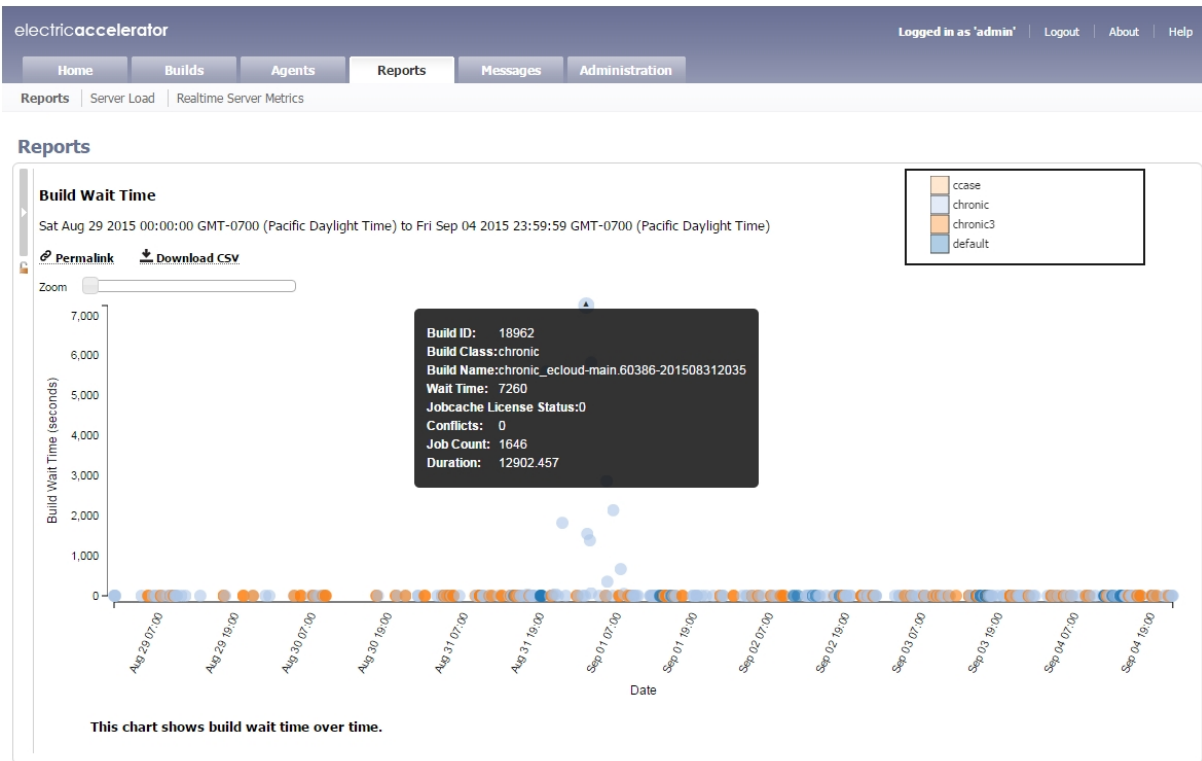 electricaccelerator
Logged in as 'admin' Logout About Help
Home Builds Agents Reports Messages Administration
Reports Server Load Realtime Server Metrics
Reports
Build Wait Time
Sat Aug 29 2015 00:00:00 GMT-0700 (Pacific Daylight Time) to Fri Sep 04 2015 23:59:59 GMT-0700 (Pacific Daylight Time)
Permalink Download CSV
Zoom
ccase
chronic
chronic3
default
7,000
6,000
5,000
4,000
3,000
2,000
1,000
0
Build Wait Time (seconds)
Build ID: 18962
Build Class:chronic
Build Name:chronic_ecloud-main.60386-201508312035
Wait Time: 7260
Jobcache License Status:0
Conflicts: 0
Job Count: 1646
Duration: 12902.457
Aug 29 07:00
Aug 29 19:00
Aug 30 07:00
Aug 30 19:00
Aug 31 07:00
Aug 31 19:00
Sep 01 07:00
Sep 01 19:00
Sep 02 07:00
Sep 02 19:00
Sep 03 07:00
Sep 03 19:00
Sep 04 07:00
Sep 04 19:00
Date
This chart shows build wait time over time.